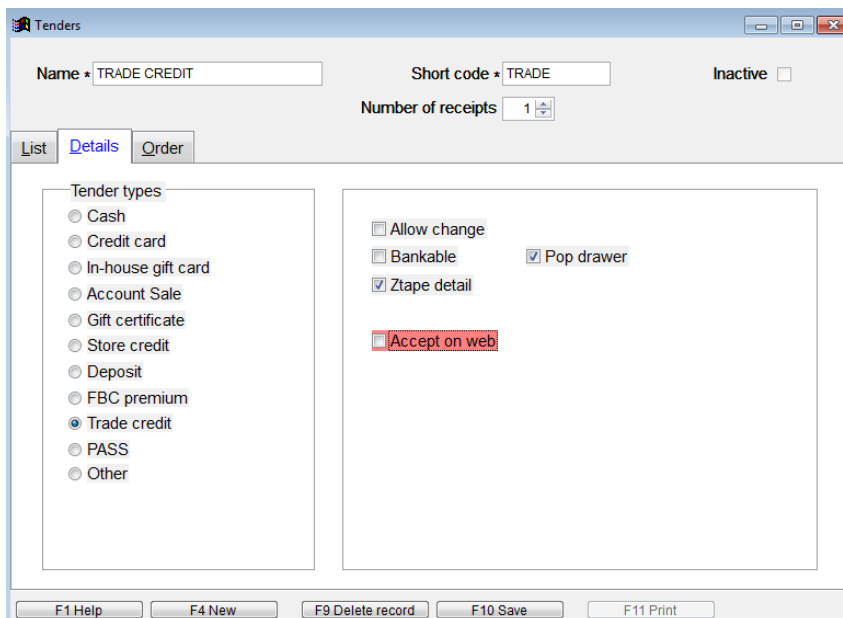 Tenders
Name * TRADE CREDIT Short code * TRADE Inactive
Number of receipts 1
List Details Order
Tender types
Cash
Credit card
In-house gift card
Account Sale
Gift certificate
Store credit
Deposit
FBC premium
Trade credit
PASS
Other
Allow change
Bankable Pop drawer
Ztape detail
Accept on web
F1 Help F4 New F9 Delete record F10 Save F11 Print